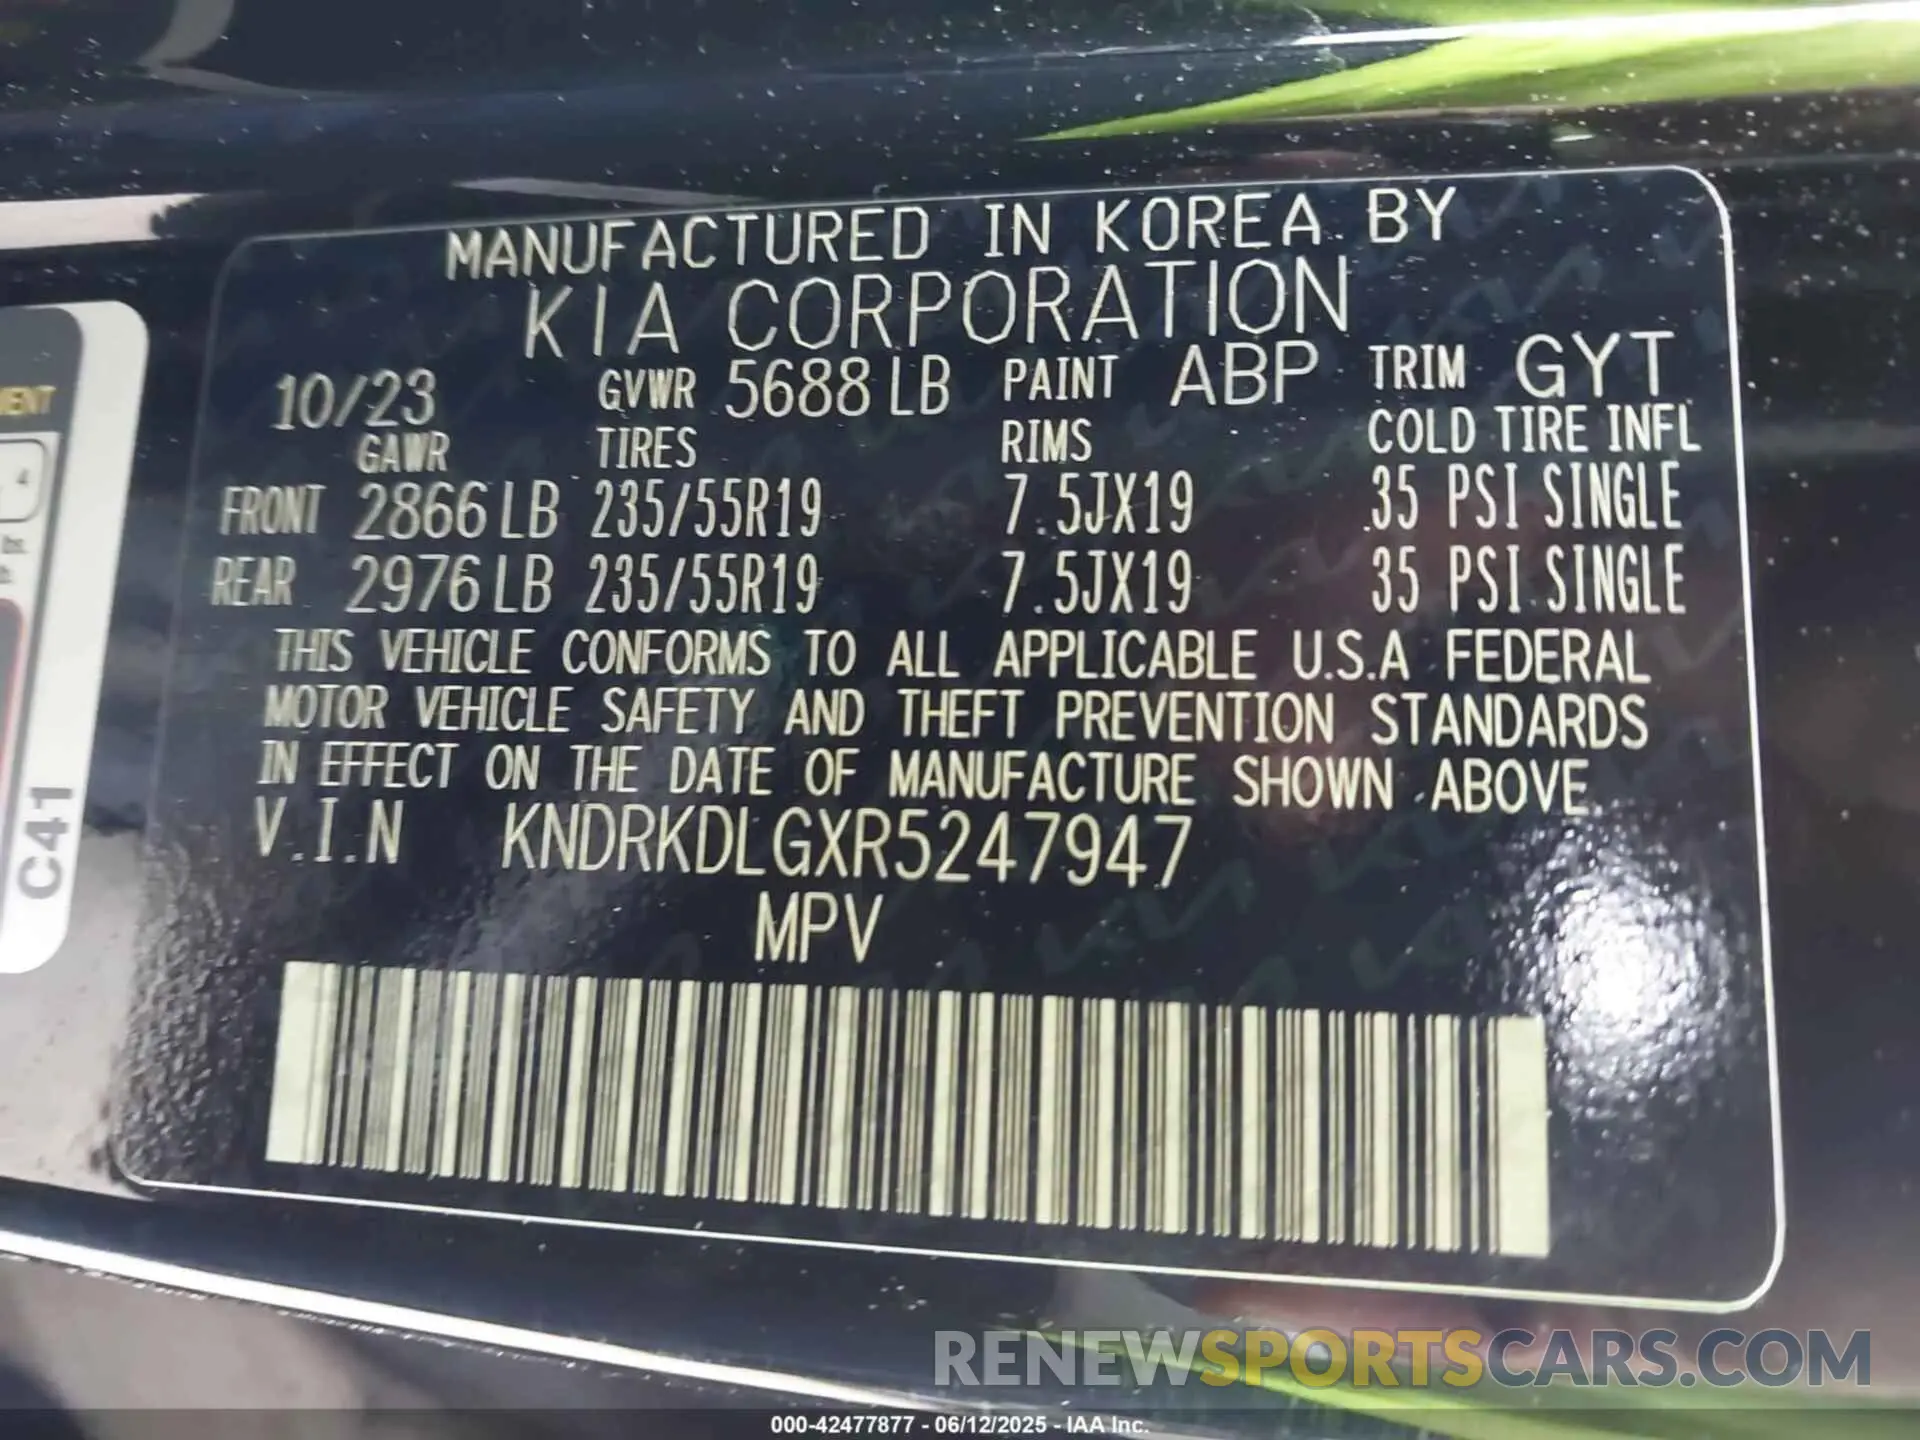 MANUFACTURED IN KOREA BY
KIA CORPORATION
10/23 GVWR 5688 LB PAINT ABP TRIM GYT
GAWR TIRES RIMS COLD TIRE INFL
FRONT 2866 LB 235/55R19 7.5JX19 35 PSI SINGLE
REAR 2976 LB 235/55R19 7.5JX19 35 PSI SINGLE
THIS VEHICLE CONFORMS TO ALL APPLICABLE U.S.A FEDERAL
MOTOR VEHICLE SAFETY AND THEFT PREVENTION STANDARDS
IN EFFECT ON THE DATE OF MANUFACTURE SHOWN ABOVE
V.I.N KNDRKDLGXR5247947
MPV
4
lbs.
C41
RENEWSPORTSCARS.COM
000-42477877 - 06/12/2025 - IAA Inc.